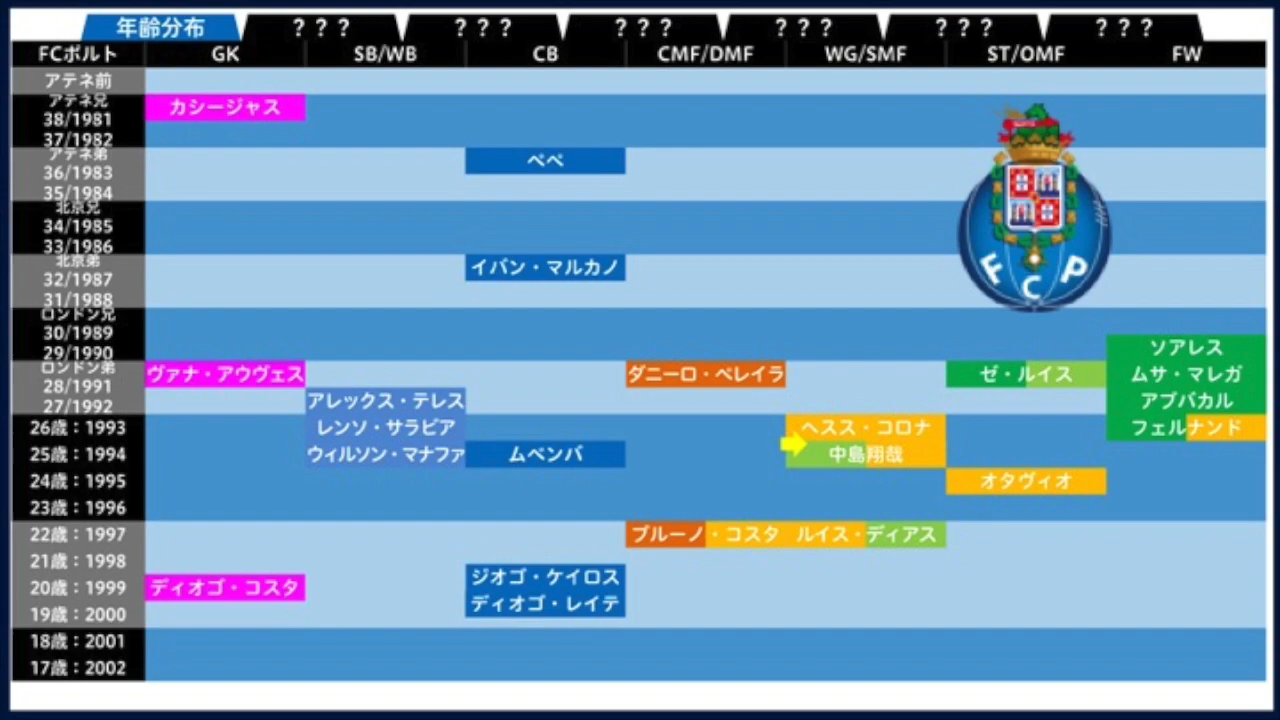 年齢分布 ??? ??? ??? ??? ??? ???
FCポルト GK SB/WB CB CMF/DMF WG/SMF ST/OMF FW
アテネ前
アテネ兄
38/1981 カシージャス
37/1982
アテネ弟 ペペ
36/1983
35/1984
北京兄
34/1985
33/1986
北京弟 イバン・マルカノ
32/1987
31/1988
ロンドン兄
30/1989
29/1990 ソアレス
ロンドン弟 ヴァナ・アウヴェス ダニーロ・ペレイラ ゼ・ルイス ムサ・マレガ
28/1991
27/1992 アレックス・テレス アブバカル
26歳：1993 レンソ・サラビア ヘスス・コロナ フェルナンド
25歳：1994 ウィルソン・マナファ ムベンバ 中島翔哉
24歳：1995 オタヴィオ
23歳：1996
22歳：1997 ブルーノ・コスタ ルイス・ディアス
21歳：1998
20歳：1999 ディオゴ・コスタ ジオゴ・ケイロス
19歳：2000 ディオゴ・レイテ
18歳：2001
17歳：2002
F C P